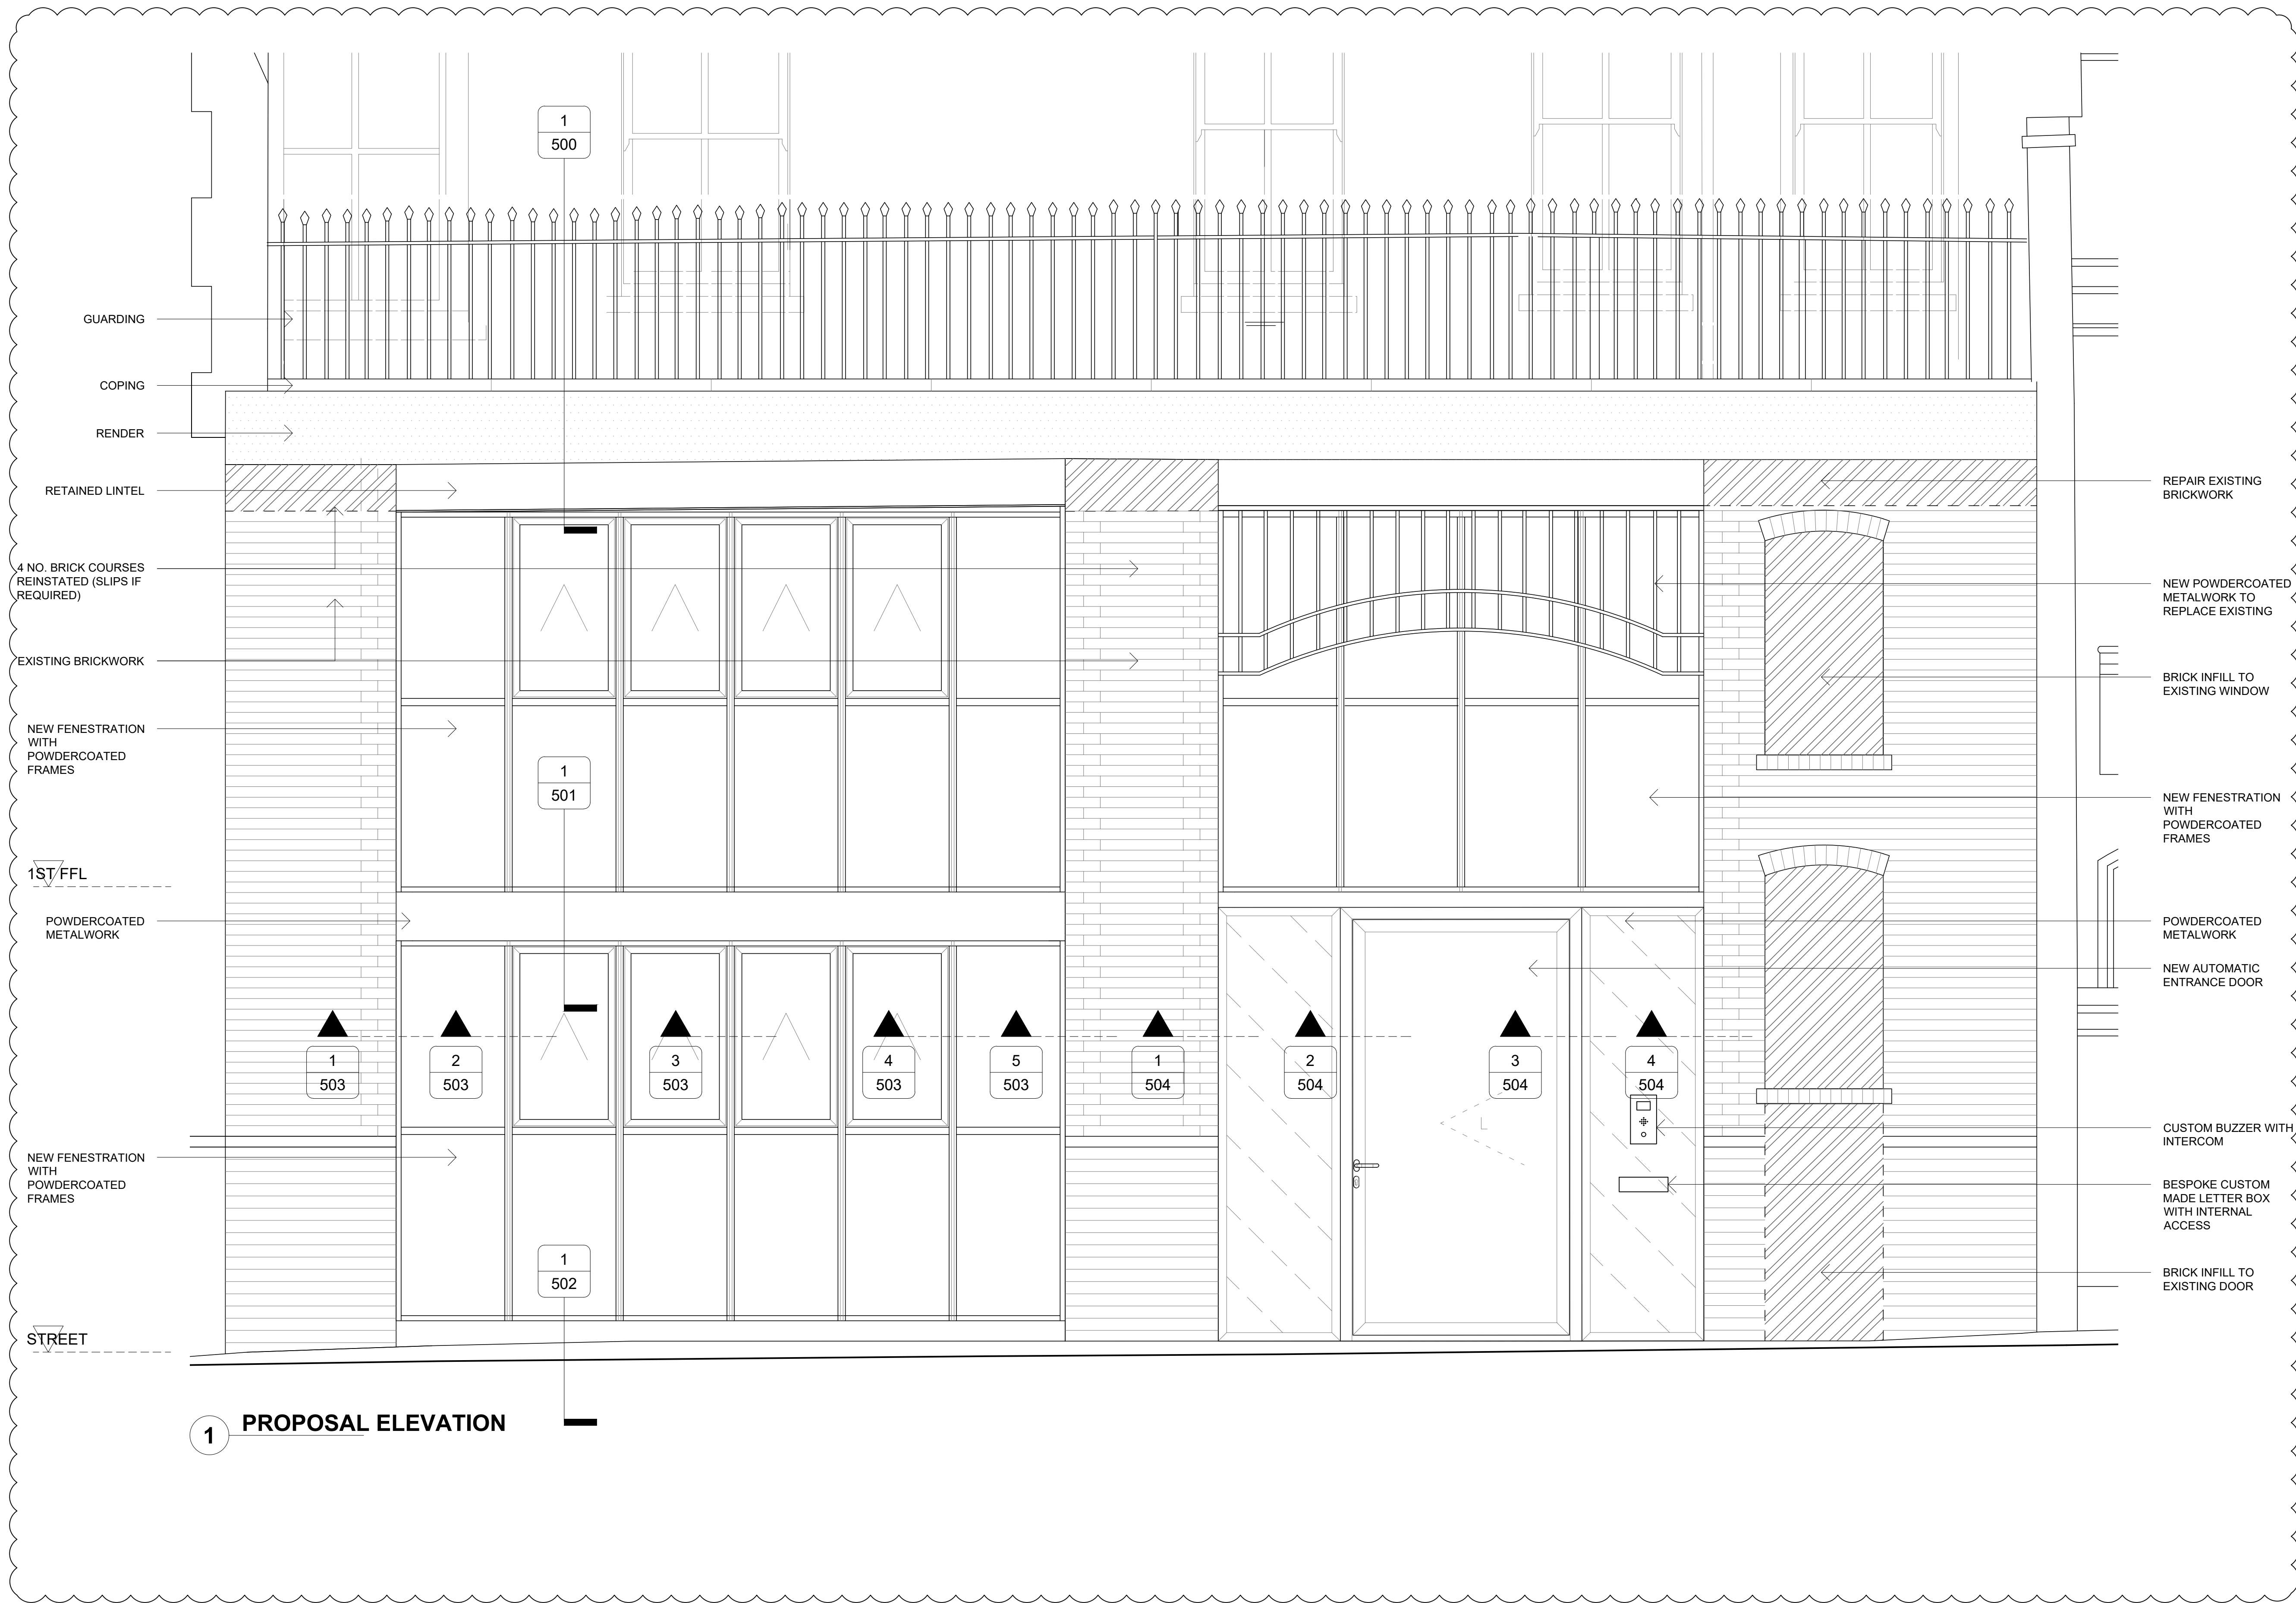 1
500
GUARDING
COPING
RENDER
RETAINED LINTEL
4 NO. BRICK COURSES
REINSTATED (SLIPS IF
REQUIRED)
EXISTING BRICKWORK
NEW FENESTRATION
WITH
POWDERCOATED
FRAMES
1
501
1ST FFL
POWDERCOATED
METALWORK
1
503
2
503
3
503
4
503
5
503
1
504
2
504
3
504
4
504
NEW FENESTRATION
WITH
POWDERCOATED
FRAMES
1
502
STREET
REPAIR EXISTING
BRICKWORK
NEW POWDERCOATED
METALWORK TO
REPLACE EXISTING
BRICK INFILL TO
EXISTING WINDOW
NEW FENESTRATION
WITH
POWDERCOATED
FRAMES
POWDERCOATED
METALWORK
NEW AUTOMATIC
ENTRANCE DOOR
CUSTOM BUZZER WITH
INTERCOM
BESPOKE CUSTOM
MADE LETTER BOX
WITH INTERNAL
ACCESS
BRICK INFILL TO
EXISTING DOOR
1 PROPOSAL ELEVATION